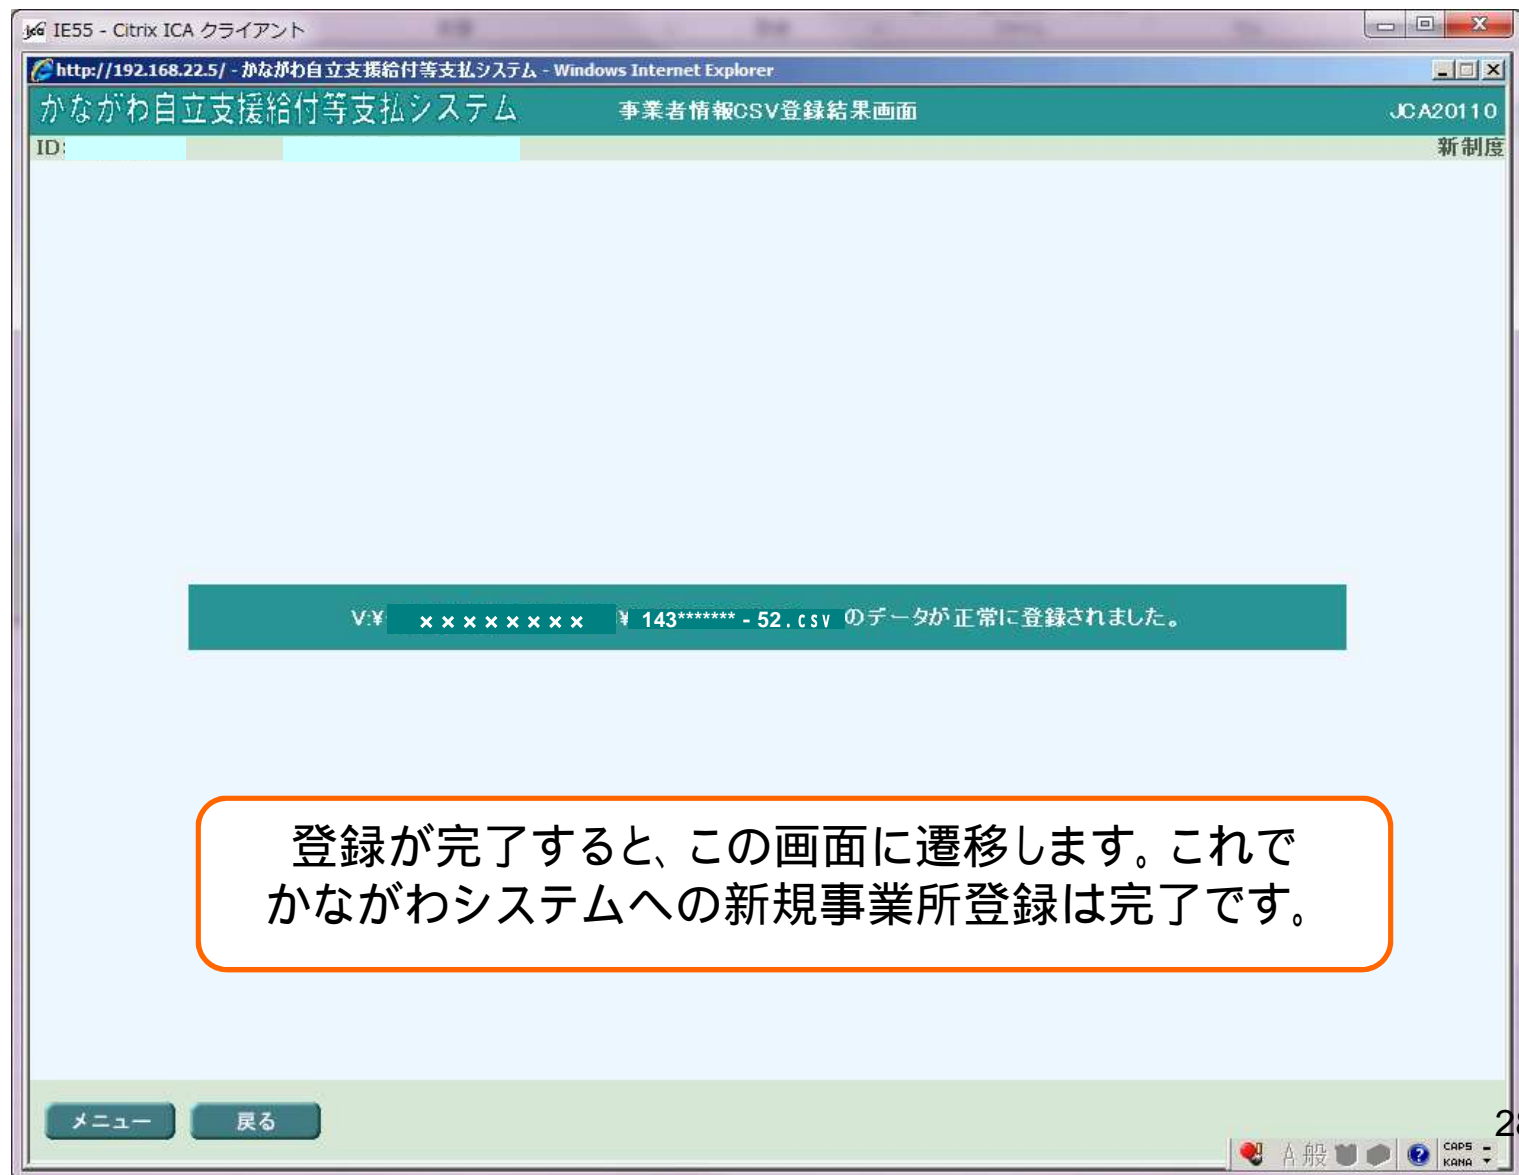 IE55 - Citrix ICA クライアント
http://192.168.22.5/ - かながわ自立支援給付等支払システム - Windows Internet Explorer
かながわ自立支援給付等支払システム 事業者情報CSV登録結果画面 JCA20110
ID: 新制度
V:¥ ×××××××× ¥ 143******* - 52.csv のデータが正常に登録されました。
登録が完了すると、この画面に遷移します。これで
かながわシステムへの新規事業所登録は完了です。
メニュー 戻る
28
A 般 CAPS
KANA